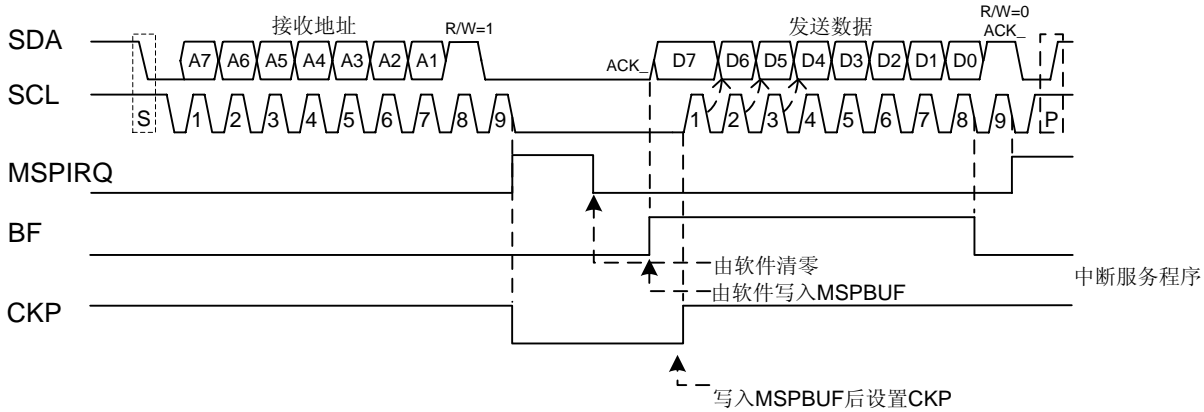 接收地址
R/W=1
发送数据
R/W=0
ACK_
SDA
A7 A6 A5 A4 A3 A2 A1
ACK_
D7 D6 D5 D4 D3 D2 D1 D0
SCL
S 1 2 3 4 5 6 7 8 9 1 2 3 4 5 6 7 8 9 P
MSPIRQ
BF
由软件清零
由软件写入MSPBUF
中断服务程序
CKP
写入MSPBUF后设置CKP